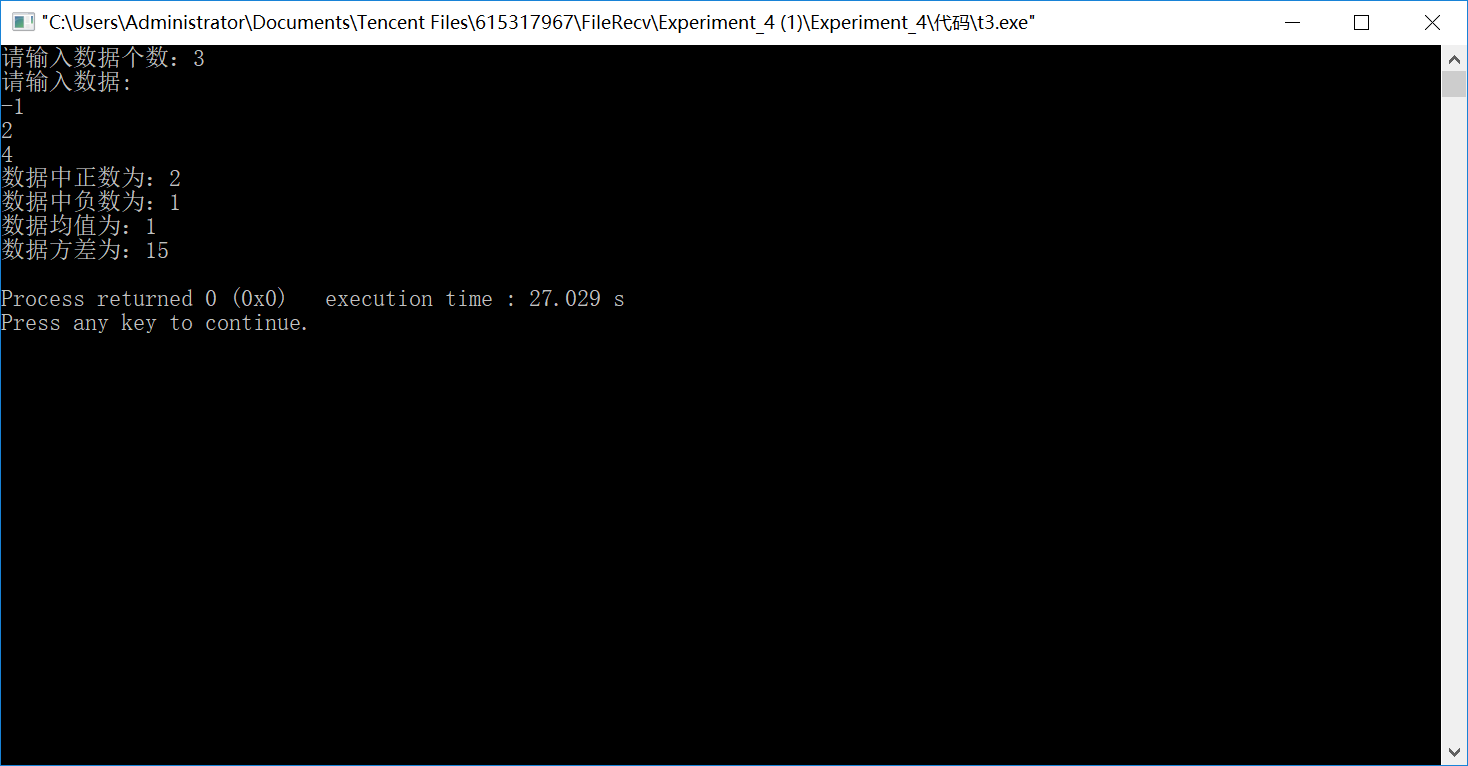 "C:\Users\Administrator\Documents\Tencent Files\615317967\FileRecv\Experiment_4 (1)\Experiment_4\代码\t3.exe"
请输入数据个数：3
请输入数据:
-1
2
4
数据中正数为：2
数据中负数为：1
数据均值为：1
数据方差为：15
Process returned 0 (0x0)   execution time : 27.029 s
Press any key to continue.